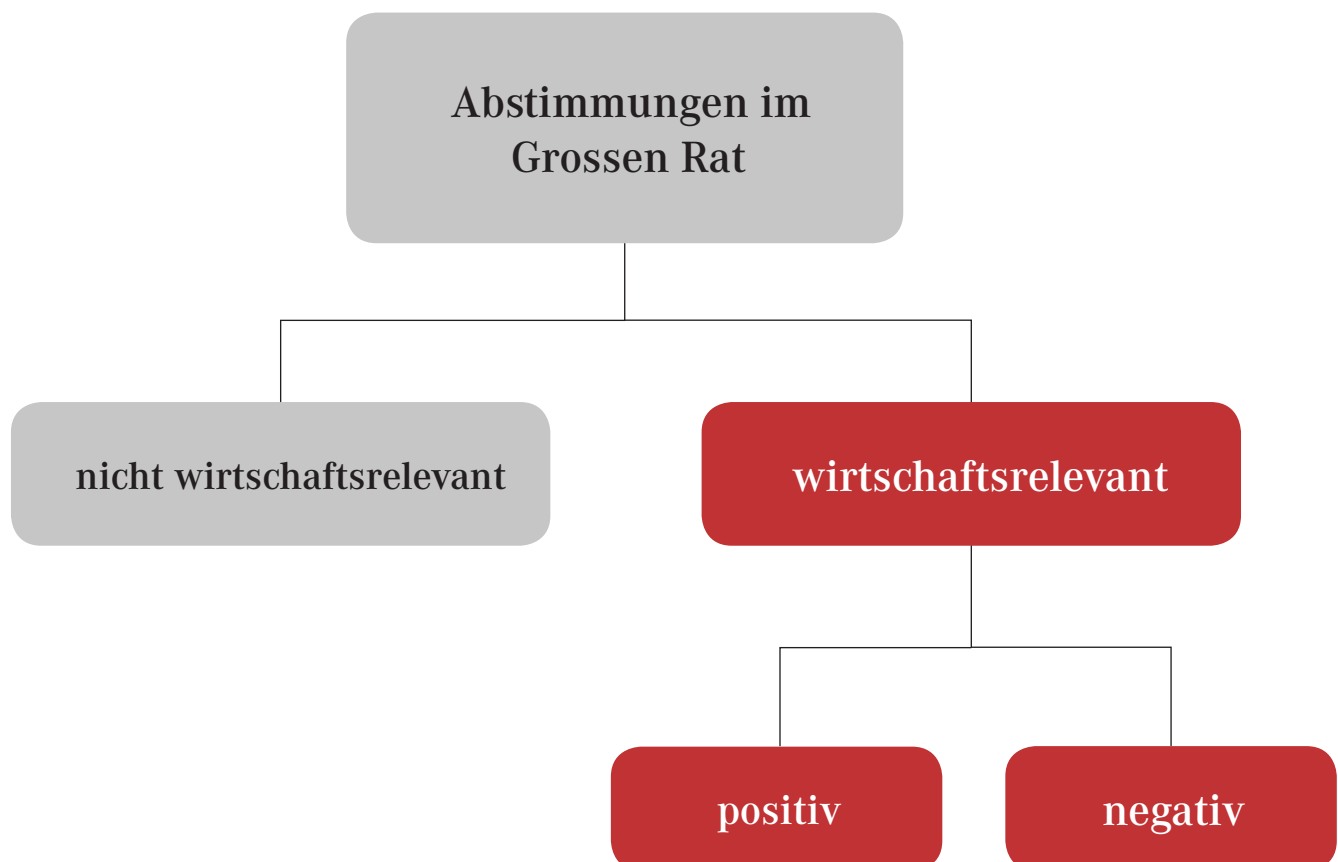 Abstimmungen im
Grossen Rat
nicht wirtschaftsrelevant
wirtschaftsrelevant
positiv
negativ